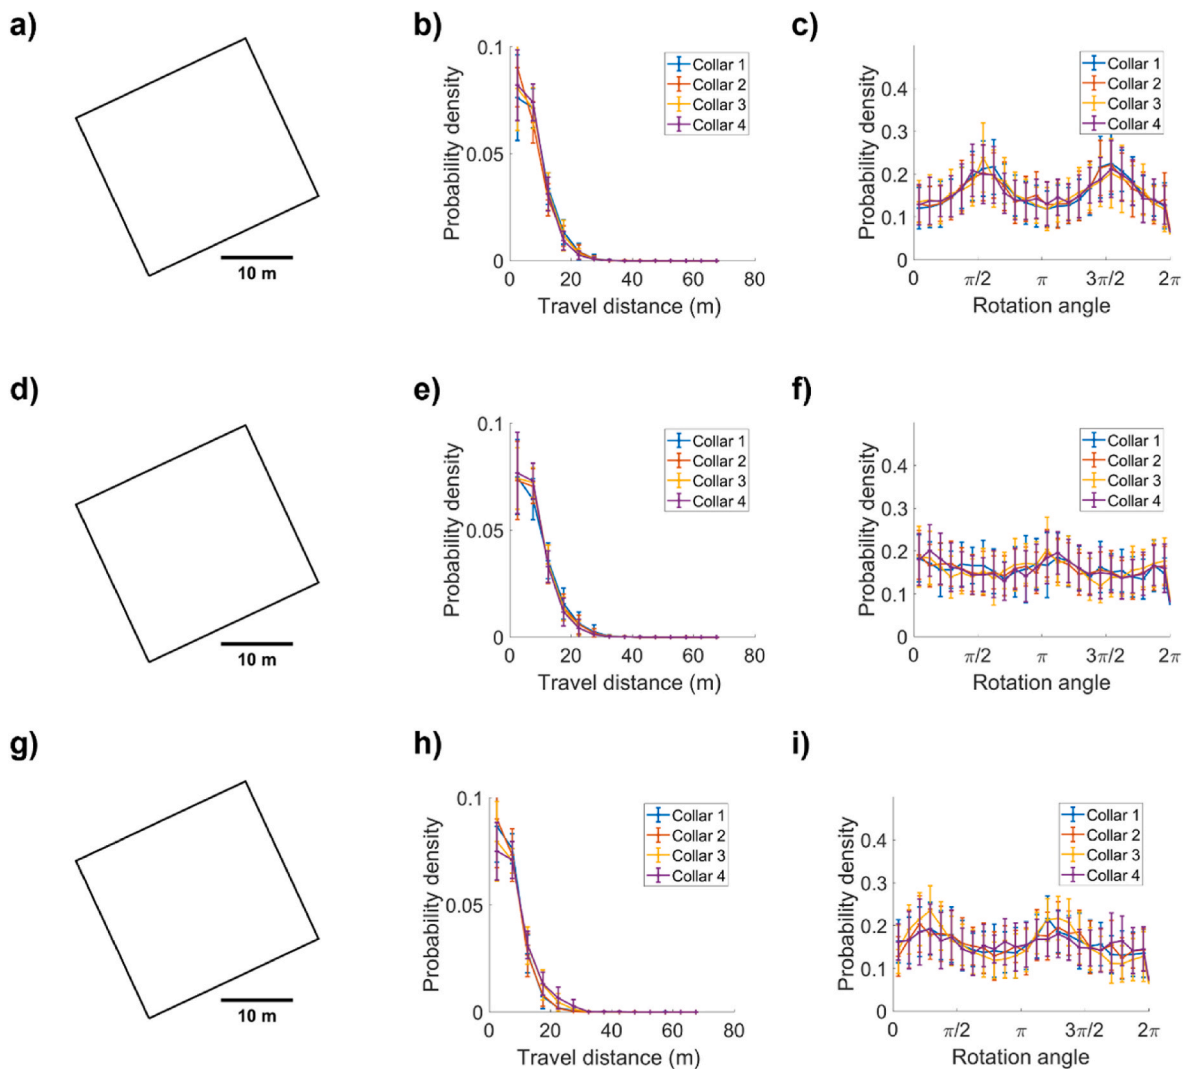 a)
10 m
b)
Probability density
0.1
0.05
0
0 20 40 60 80
Travel distance (m)
Collar 1
Collar 2
Collar 3
Collar 4
c)
Probability density
0.4
0.3
0.2
0.1
0
0 π/2 π 3π/2 2π
Rotation angle
Collar 1
Collar 2
Collar 3
Collar 4
d)
10 m
e)
Probability density
0.1
0.05
0
0 20 40 60 80
Travel distance (m)
Collar 1
Collar 2
Collar 3
Collar 4
f)
Probability density
0.4
0.3
0.2
0.1
0
0 π/2 π 3π/2 2π
Rotation angle
Collar 1
Collar 2
Collar 3
Collar 4
g)
10 m
h)
Probability density
0.1
0.05
0
0 20 40 60 80
Travel distance (m)
Collar 1
Collar 2
Collar 3
Collar 4
i)
Probability density
0.4
0.3
0.2
0.1
0
0 π/2 π 3π/2 2π
Rotation angle
Collar 1
Collar 2
Collar 3
Collar 4